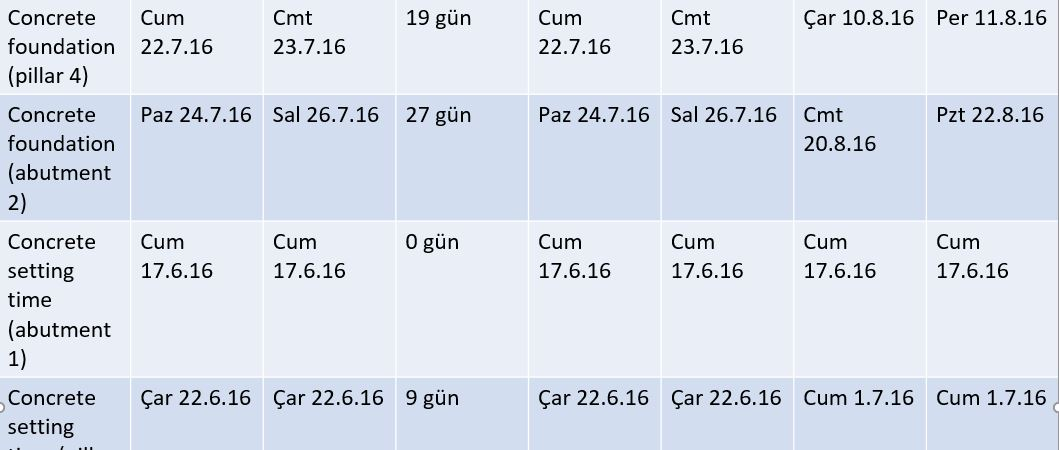 Concrete foundation (pillar 4) Cum 22.7.16 Cmt 23.7.16 19 gün Cum 22.7.16 Cmt 23.7.16 Çar 10.8.16 Per 11.8.16
Concrete foundation (abutment 2) Paz 24.7.16 Sal 26.7.16 27 gün Paz 24.7.16 Sal 26.7.16 Cmt 20.8.16 Pzt 22.8.16
Concrete setting time (abutment 1) Cum 17.6.16 Cum 17.6.16 0 gün Cum 17.6.16 Cum 17.6.16 Cum 17.6.16 Cum 17.6.16
Concrete setting Çar 22.6.16 Çar 22.6.16 9 gün Çar 22.6.16 Çar 22.6.16 Cum 1.7.16 Cum 1.7.16